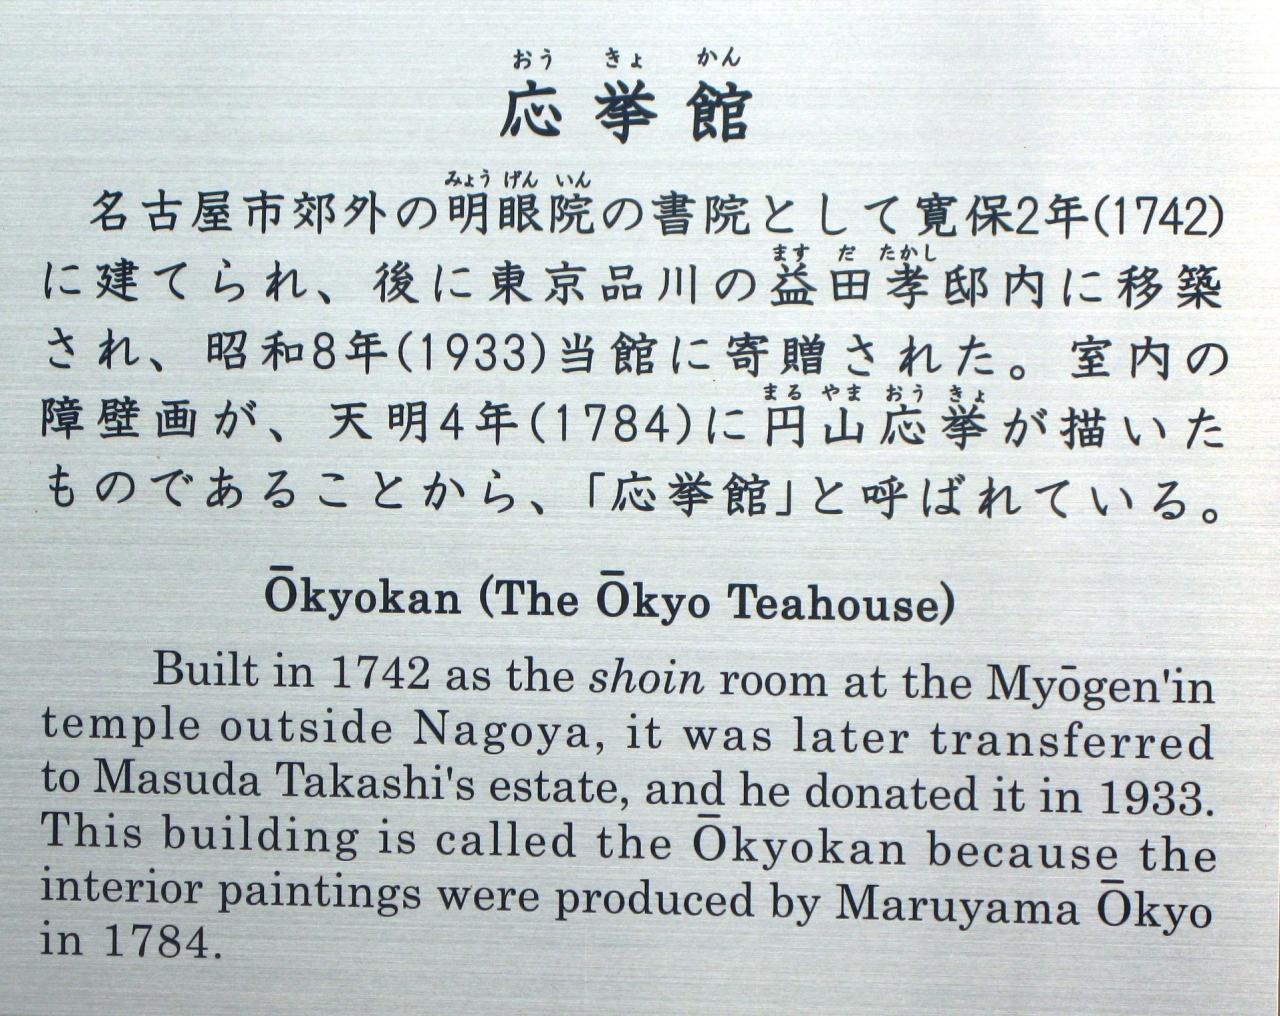 おう きょ かん
応挙館
みょう げん いん
名古屋市郊外の明眼院の書院として寛保2年(1742)
ます だ たかし
に建てられ、後に東京品川の益田孝邸内に移築
され、昭和8年(1933)当館に寄贈された。室内の
まる やま おう きょ
障壁画が、天明4年(1784)に円山応挙が描いた
ものであることから、「応挙館」と呼ばれている。
Ōkyokan (The Ōkyo Teahouse)
Built in 1742 as the shoin room at the Myōgen'in
temple outside Nagoya, it was later transferred
to Masuda Takashi's estate, and he donated it in 1933.
This building is called the Ōkyokan because the
interior paintings were produced by Maruyama Ōkyo
in 1784.